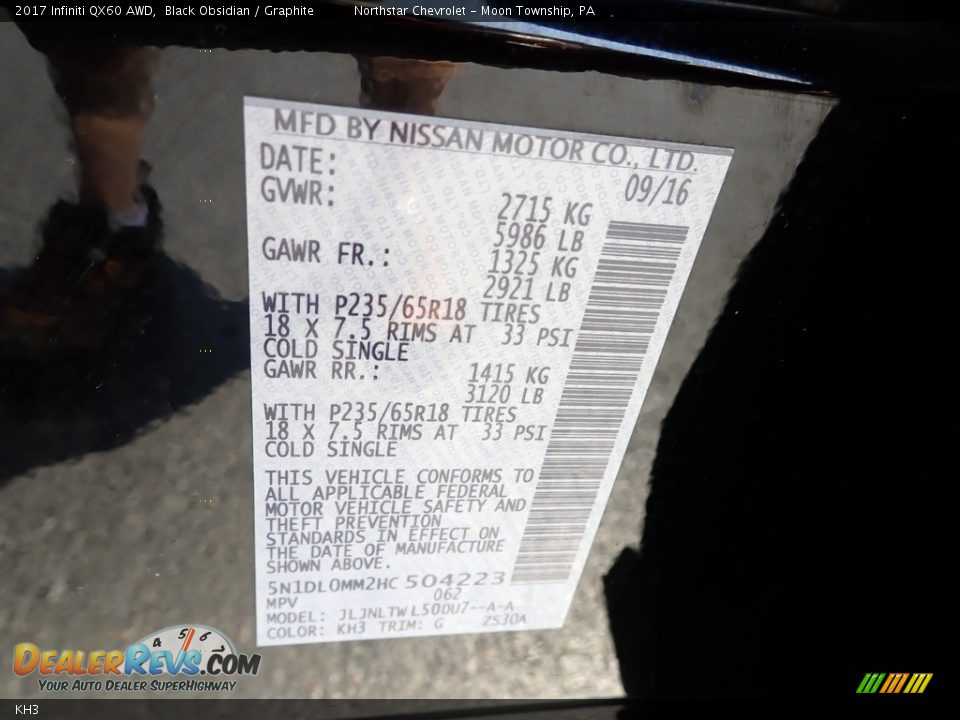 2017 Infiniti QX60 AWD, Black Obsidian / Graphite Northstar Chevrolet – Moon Township, PA
MFD BY NISSAN MOTOR CO., LTD.
DATE: 09/16
GVWR: 2715 KG
5986 LB
GAWR FR.: 1325 KG
2921 LB
WITH P235/65R18 TIRES
18 X 7.5 RIMS AT 33 PSI
COLD SINGLE
GAWR RR.: 1415 KG
3120 LB
WITH P235/65R18 TIRES
18 X 7.5 RIMS AT 33 PSI
COLD SINGLE
THIS VEHICLE CONFORMS TO
ALL APPLICABLE FEDERAL
MOTOR VEHICLE SAFETY AND
THEFT PREVENTION
STANDARDS IN EFFECT ON
THE DATE OF MANUFACTURE
SHOWN ABOVE.
5N1DL0MM2HC504223
MPV 062
MODEL: JLJNLTWL50DU7--A-A
COLOR: KH3 TRIM: G ZS30A
4 5 6
DEALERREVS.COM
YOUR AUTO DEALER SUPERHIGHWAY
KH3